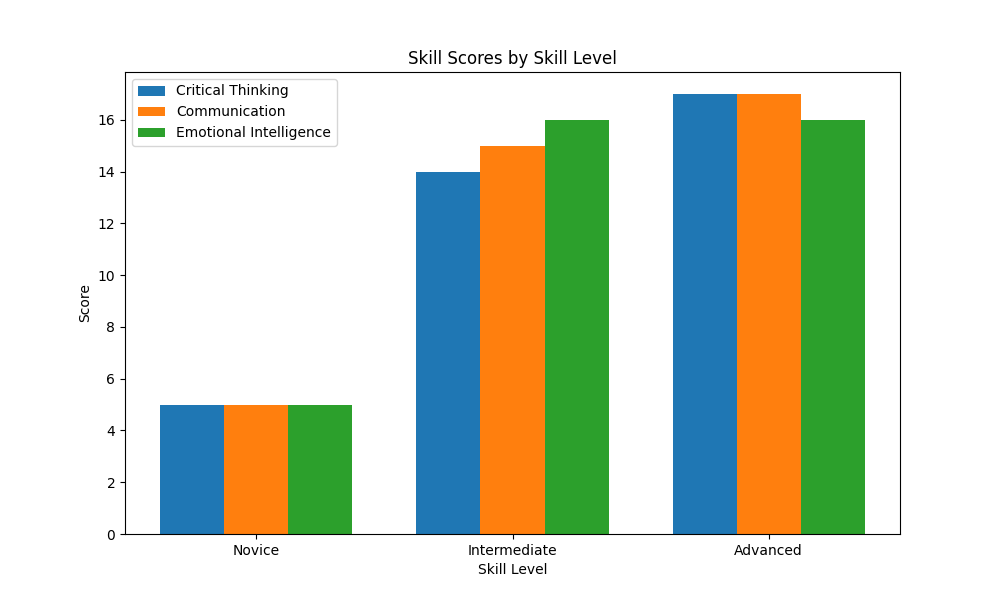 Skill Scores by Skill Level
Critical Thinking
Communication
Emotional Intelligence
16
14
12
10
8
6
4
2
0
Score
Novice
Intermediate
Advanced
Skill Level